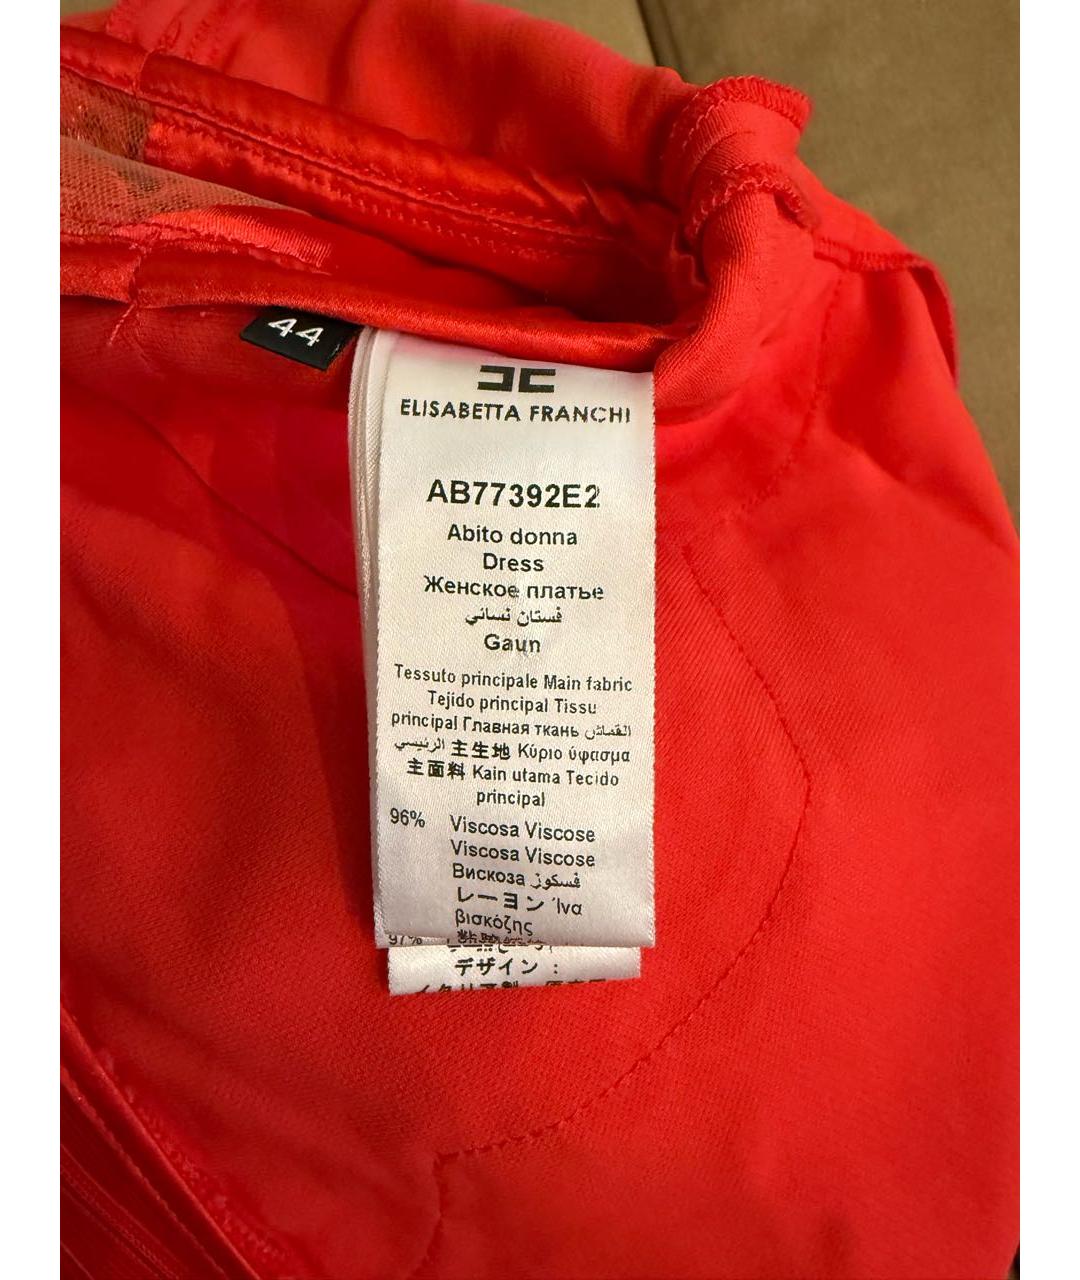 44
ELISABETTA FRANCHI
AB77392E2
Abito donna
Dress
Женское платье
فستان نسائي
Gaun
Tessuto principale Main fabric
Tejido principal Tissu
principal Главная ткань القماش
الرئيسي 主生地 Κύριο ύφασμα
主面料 Kain utama Tecido
principal
96% Viscosa Viscose
Viscosa Viscose
Вискоза فسكوز
レーヨン Ίνα
βισκόζης
97%
デザイン :